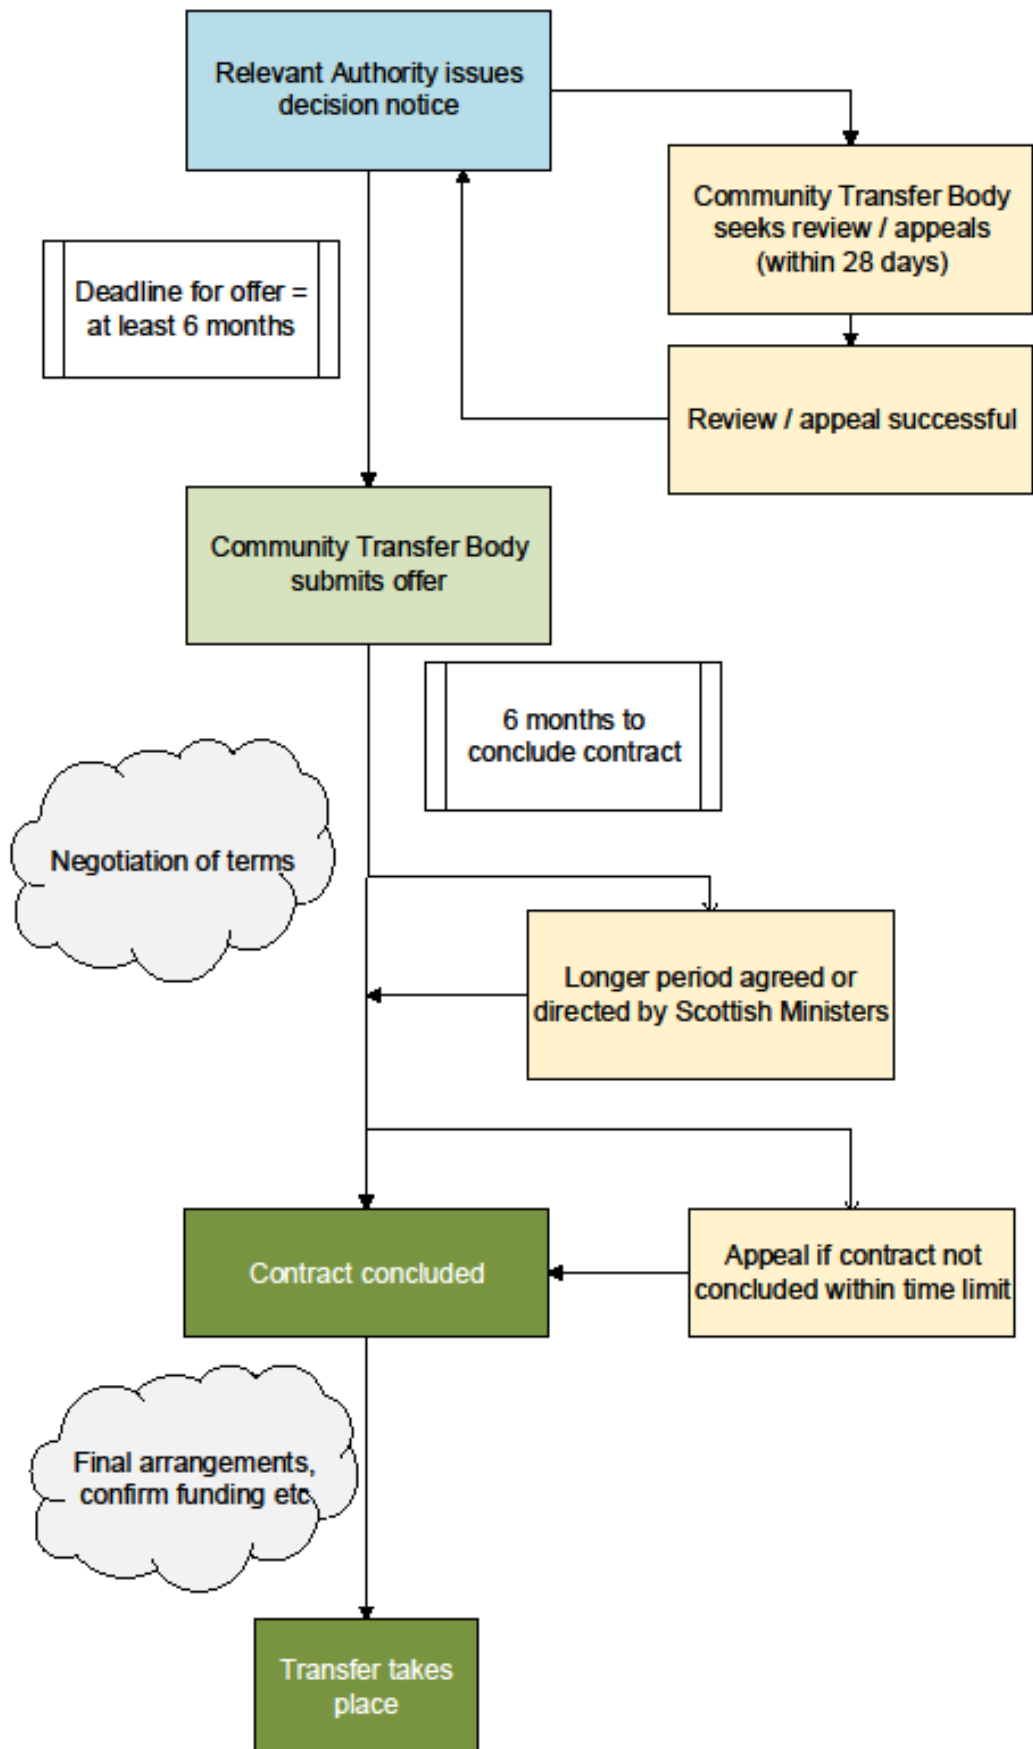 Relevant Authority issues
decision notice
Community Transfer Body
seeks review / appeals
(within 28 days)
Deadline for offer =
at least 6 months
Review / appeal successful
Community Transfer Body
submits offer
6 months to
conclude contract
Negotiation of terms
Longer period agreed or
directed by Scottish Ministers
Contract concluded
Appeal if contract not
concluded within time limit
Final arrangements,
confirm funding etc
Transfer takes
place